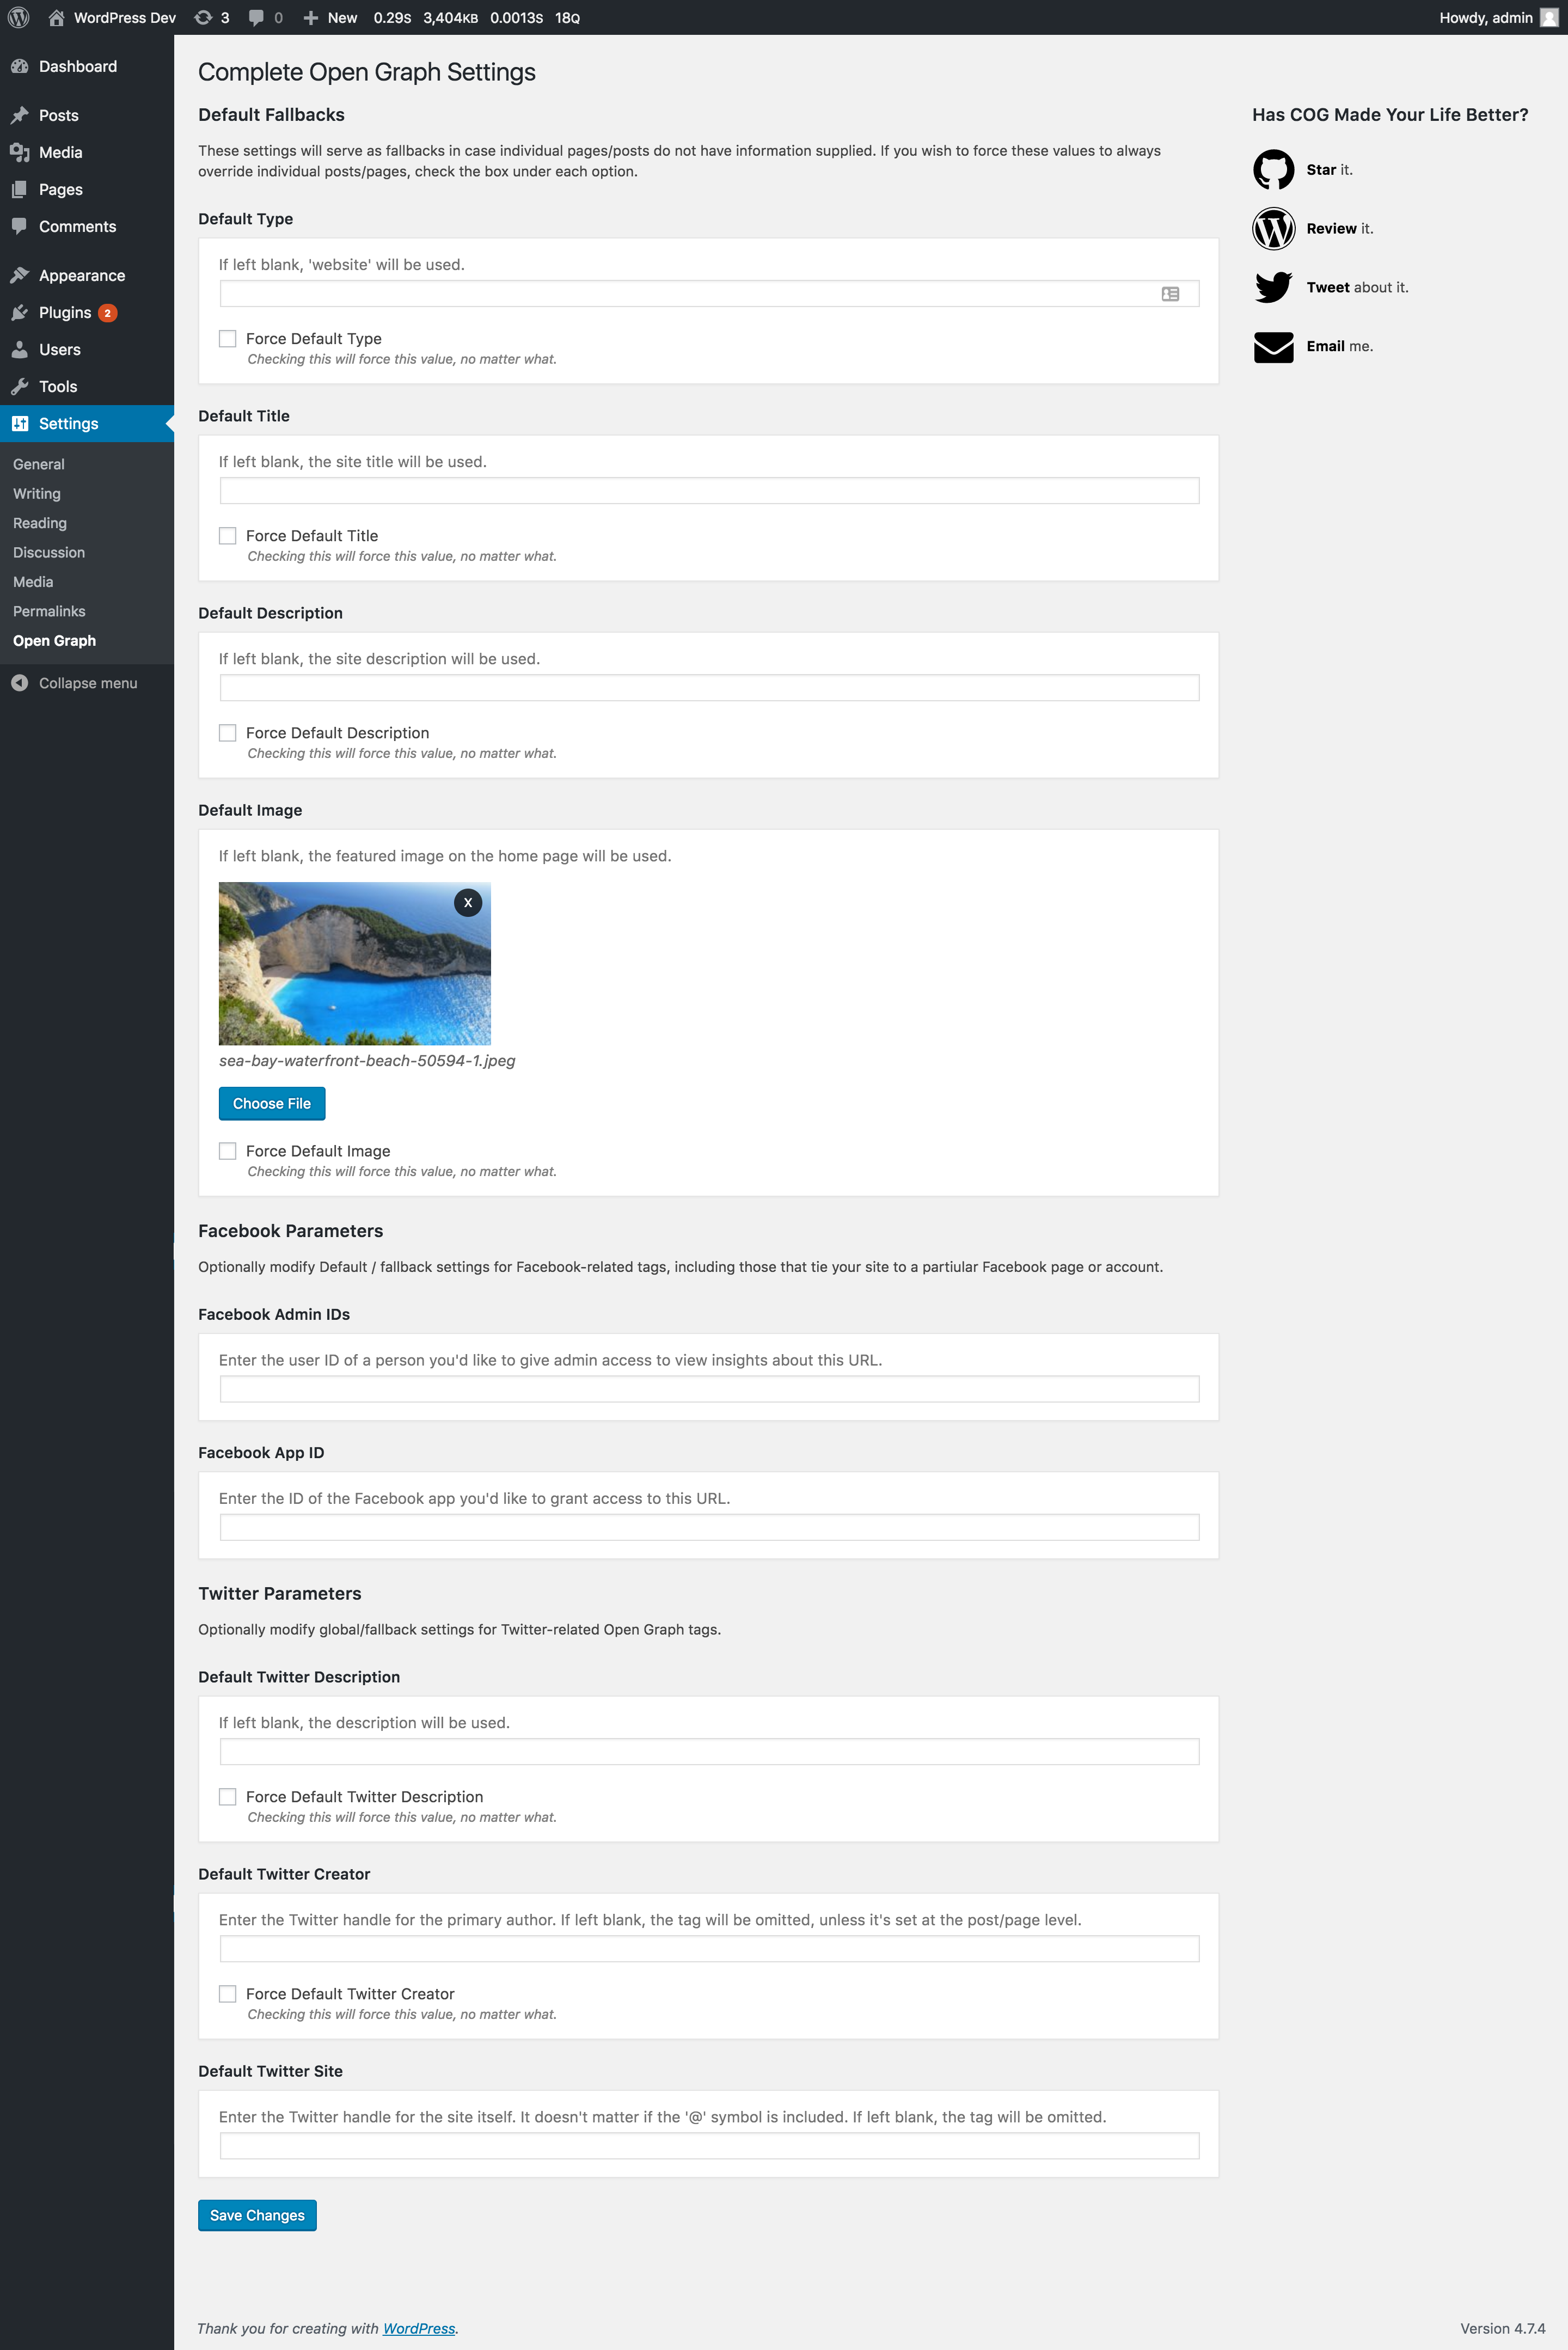 WordPress Dev 3 0 New 0.29S 3,404KB 0.0013S 18Q Howdy, admin
Dashboard
Posts
Media
Pages
Comments
Appearance
Plugins 2
Users
Tools
Settings
General
Writing
Reading
Discussion
Media
Permalinks
Open Graph
Collapse menu
Complete Open Graph Settings
Default Fallbacks
These settings will serve as fallbacks in case individual pages/posts do not have information supplied. If you wish to force these values to always
override individual posts/pages, check the box under each option.
Default Type
If left blank, 'website' will be used.
Force Default Type
Checking this will force this value, no matter what.
Default Title
If left blank, the site title will be used.
Force Default Title
Checking this will force this value, no matter what.
Default Description
If left blank, the site description will be used.
Force Default Description
Checking this will force this value, no matter what.
Default Image
If left blank, the featured image on the home page will be used.
X
sea-bay-waterfront-beach-50594-1.jpeg
Choose File
Force Default Image
Checking this will force this value, no matter what.
Facebook Parameters
Optionally modify Default / fallback settings for Facebook-related tags, including those that tie your site to a partiular Facebook page or account.
Facebook Admin IDs
Enter the user ID of a person you'd like to give admin access to view insights about this URL.
Facebook App ID
Enter the ID of the Facebook app you'd like to grant access to this URL.
Twitter Parameters
Optionally modify global/fallback settings for Twitter-related Open Graph tags.
Default Twitter Description
If left blank, the description will be used.
Force Default Twitter Description
Checking this will force this value, no matter what.
Default Twitter Creator
Enter the Twitter handle for the primary author. If left blank, the tag will be omitted, unless it's set at the post/page level.
Force Default Twitter Creator
Checking this will force this value, no matter what.
Default Twitter Site
Enter the Twitter handle for the site itself. It doesn't matter if the '@' symbol is included. If left blank, the tag will be omitted.
Save Changes
Has COG Made Your Life Better?
Star it.
Review it.
Tweet about it.
Email me.
Thank you for creating with WordPress.
Version 4.7.4